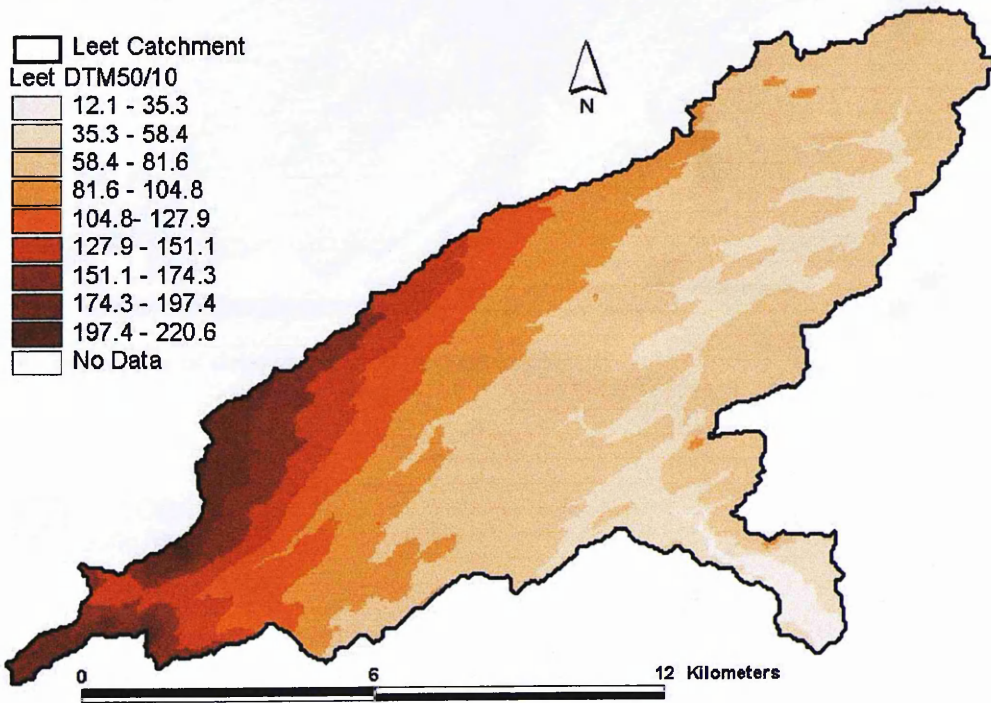 Leet Catchment
Leet DTM50/10
12.1 - 35.3
35.3 - 58.4
58.4 - 81.6
81.6 - 104.8
104.8- 127.9
127.9 - 151.1
151.1 - 174.3
174.3 - 197.4
197.4 - 220.6
No Data
N
0 6 12 Kilometers